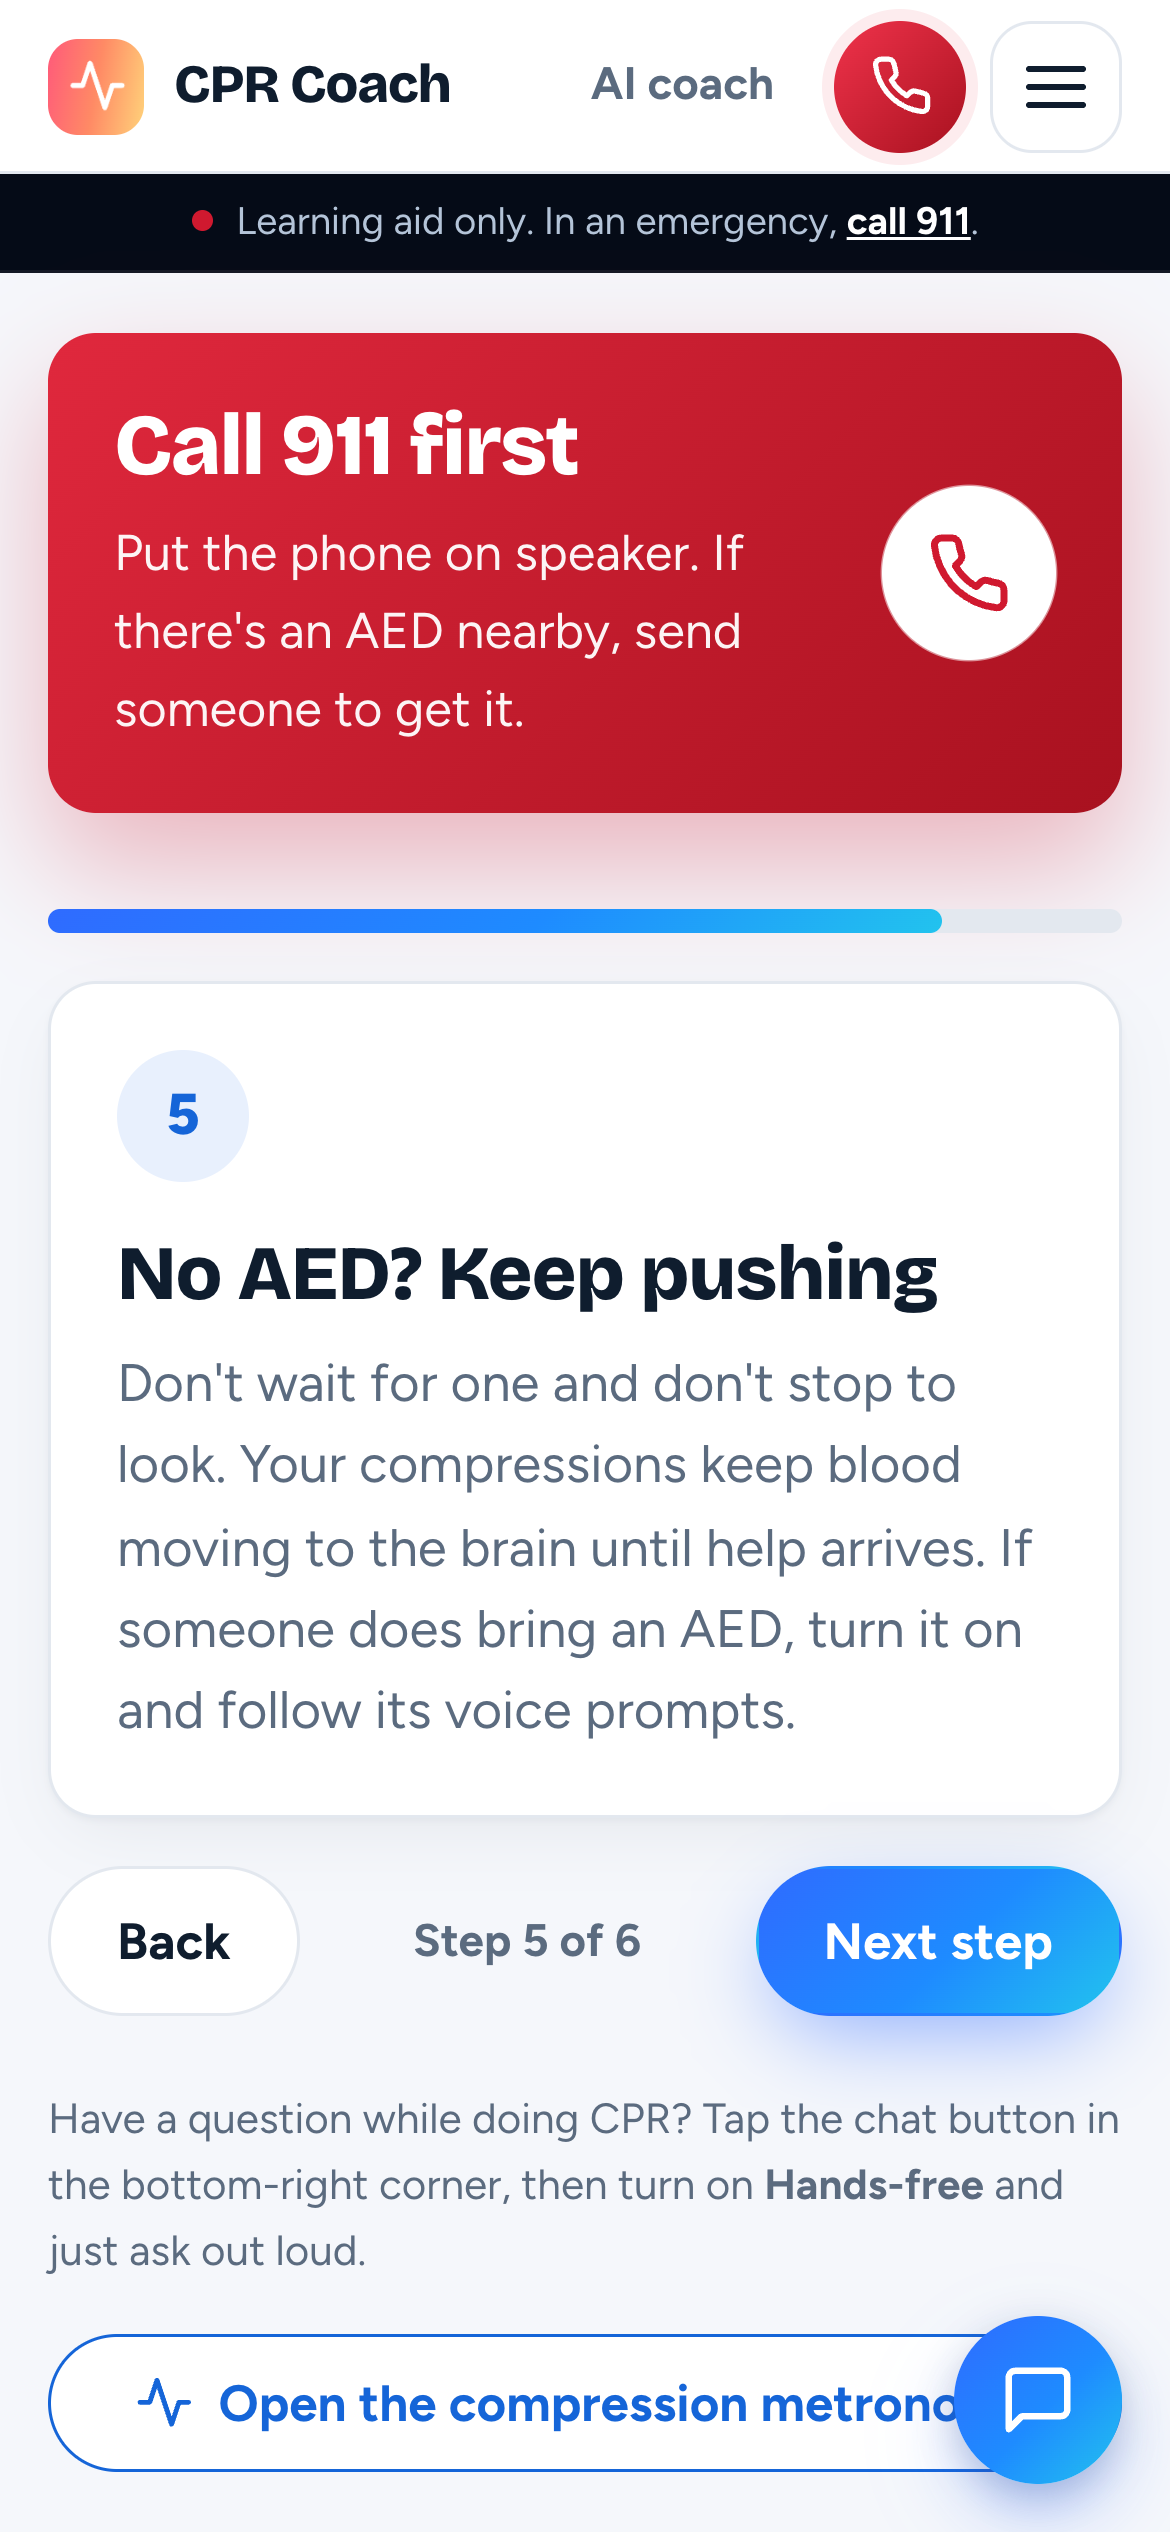 CPR Coach
AI coach
Learning aid only. In an emergency, call 911.
Call 911 first
Put the phone on speaker. If
there's an AED nearby, send
someone to get it.
5
No AED? Keep pushing
Don't wait for one and don't stop to
look. Your compressions keep blood
moving to the brain until help arrives. If
someone does bring an AED, turn it on
and follow its voice prompts.
Back
Step 5 of 6
Next step
Have a question while doing CPR? Tap the chat button in
the bottom-right corner, then turn on Hands-free and
just ask out loud.
Open the compression